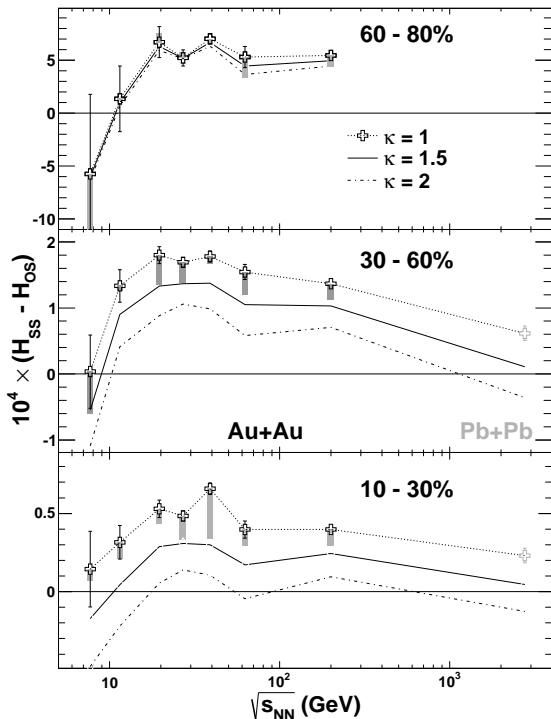 60 - 80%
5
0
-5
-10
κ = 1
κ = 1.5
κ = 2
10⁴ × (H_SS - H_OS)
30 - 60%
2
1
0
-1
Au+Au
Pb+Pb
10 - 30%
0.5
0
10
10²
10³
√s_NN (GeV)